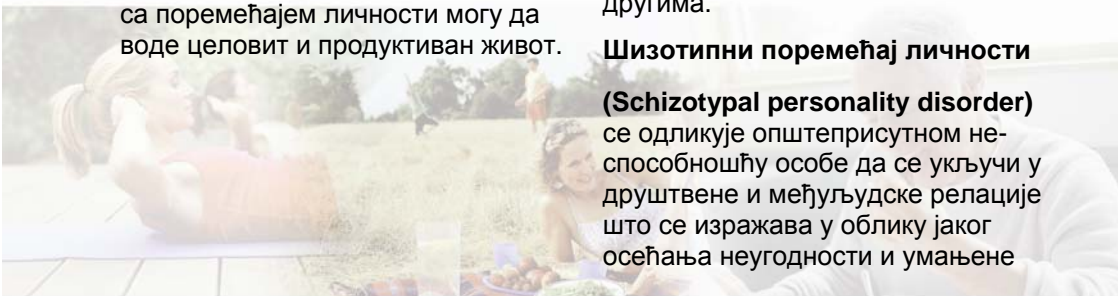 са поремећајем личности могу да
воде целовит и продуктиван живот.
другима.
Шизотипни поремећај личности
(Schizotypal personality disorder)
се одликује општеприсутном не-
способношћу особе да се укључи у
друштвене и међуљудске релације
што се изражава у облику јаког
осећања неугодности и умањене